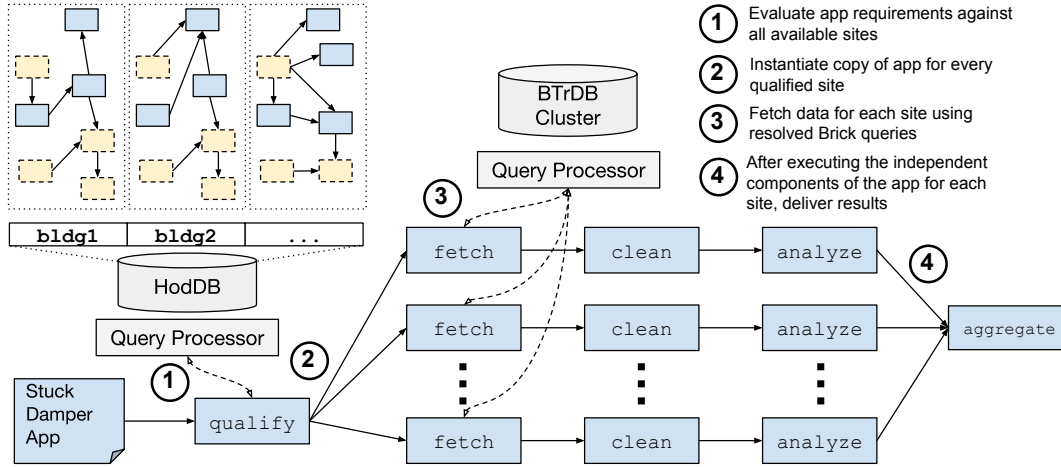 1 Evaluate app requirements against
all available sites
2 Instantiate copy of app for every
qualified site
3 Fetch data for each site using
resolved Brick queries
4 After executing the independent
components of the app for each
site, deliver results
BTrDB
Cluster
Query Processor
bldg1 bldg2 ...
HodDB
Query Processor
1
2
3
4
Stuck
Damper
App
qualify
fetch clean analyze
fetch clean analyze
fetch clean analyze
aggregate